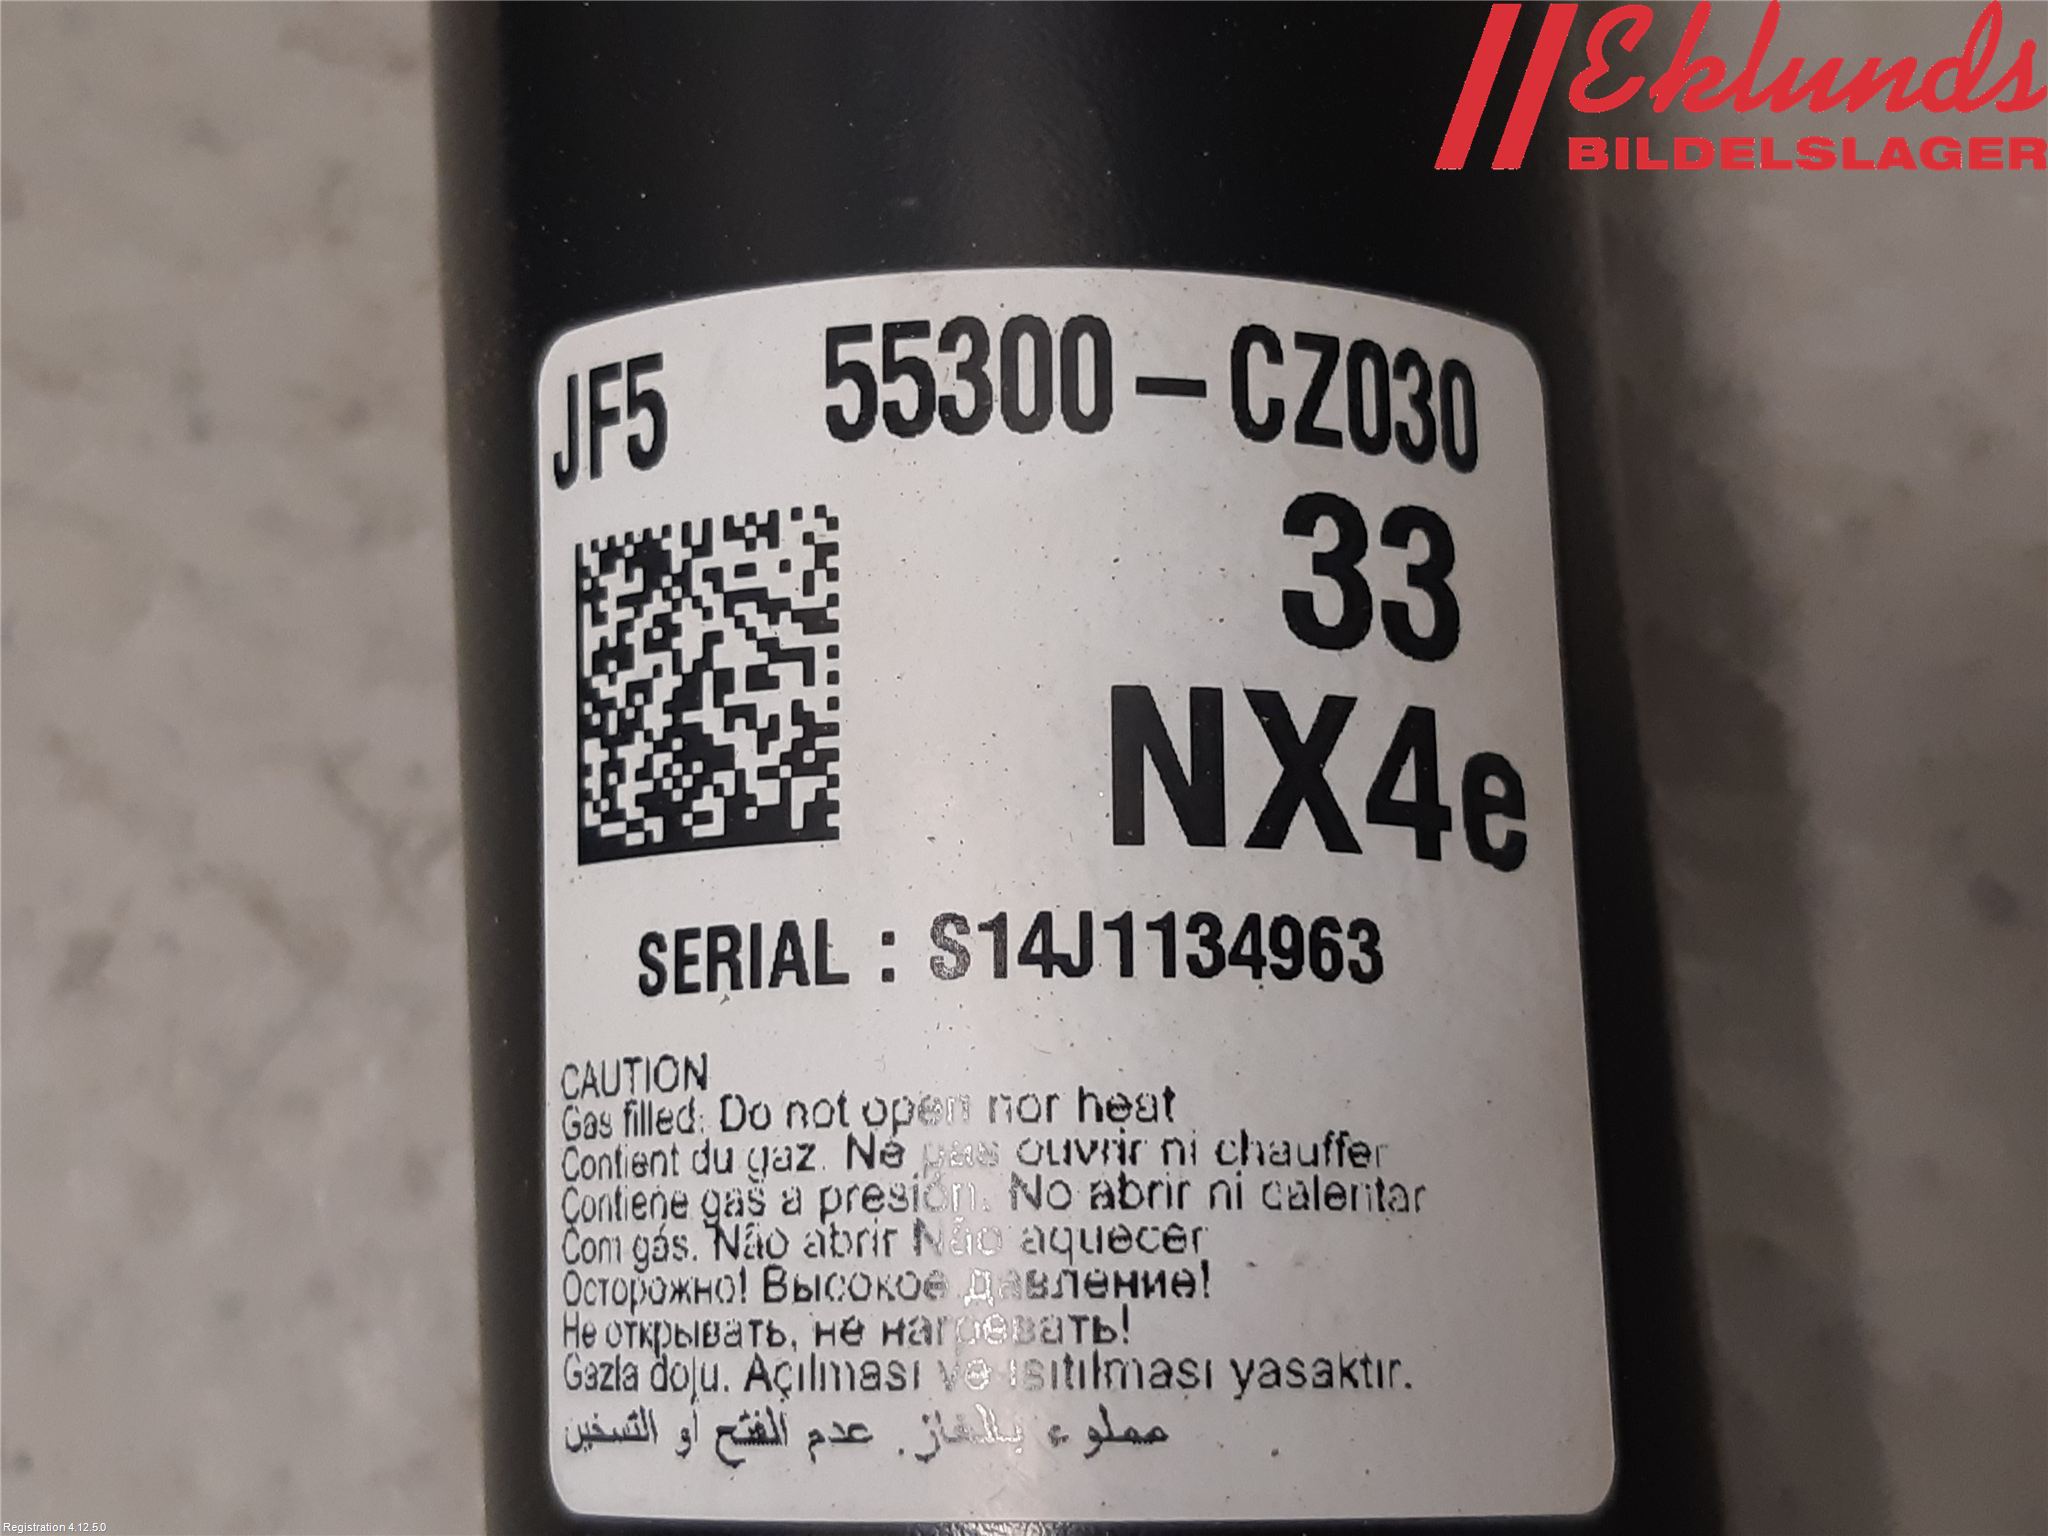 Eklunds
BILDELSLAGER
JF5 55300-CZ030
33
NX4e
SERIAL : S14J1134963
CAUTION
Gas filled: Do not open nor heat
Contient du gaz. Ne pas ouvrir ni chauffer
Contiene gas a presión. No abrir ni calentar
Com gás. Não abrir Não aquecer
Осторожно! Высокое давление!
Не открывать, не нагревать!
Gazla dolu. Açılması ve ısıtılması yasaktır.
مملوء بالغاز. عدم الفتح أو التسخين
Registration 4.12.5.0